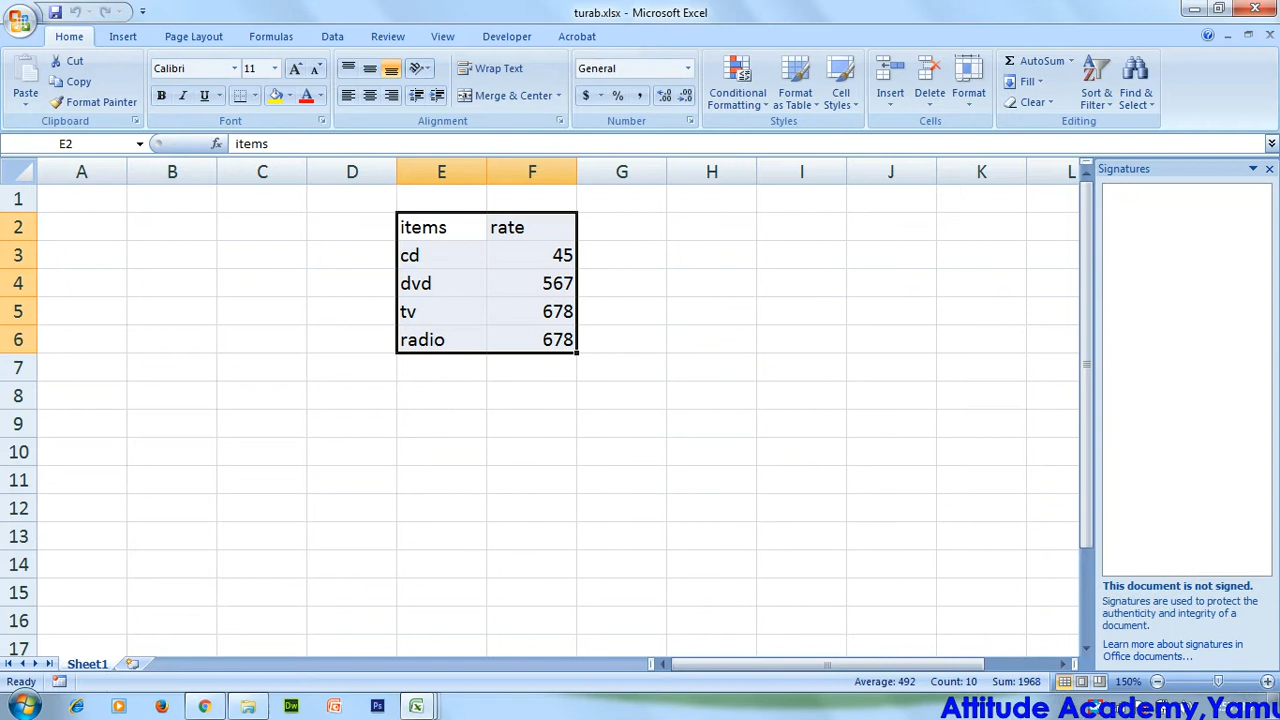 turab.xlsx - Microsoft Excel
Home Insert Page Layout Formulas Data Review View Developer Acrobat
Paste
Cut
Copy
Format Painter
Clipboard
Calibri 11
B I U
Font
Wrap Text
Merge & Center
Alignment
General
$ % ,
Number
Conditional Formatting
Format as Table
Cell Styles
Styles
Insert Delete Format
Cells
AutoSum
Fill
Clear
Sort & Filter
Find & Select
Editing
E2 fx items
A B C D E F G H I J K L
1
2 items rate
3 cd 45
4 dvd 567
5 tv 678
6 radio 678
7
8
9
10
11
12
13
14
15
16
17
Signatures
This document is not signed.
Signatures are used to protect the
authenticity and integrity of a
document.
Learn more about signatures in
Office documents...
Sheet1
Ready Average: 492 Count: 10 Sum: 1968 150%
Attitude Academy,Yamu